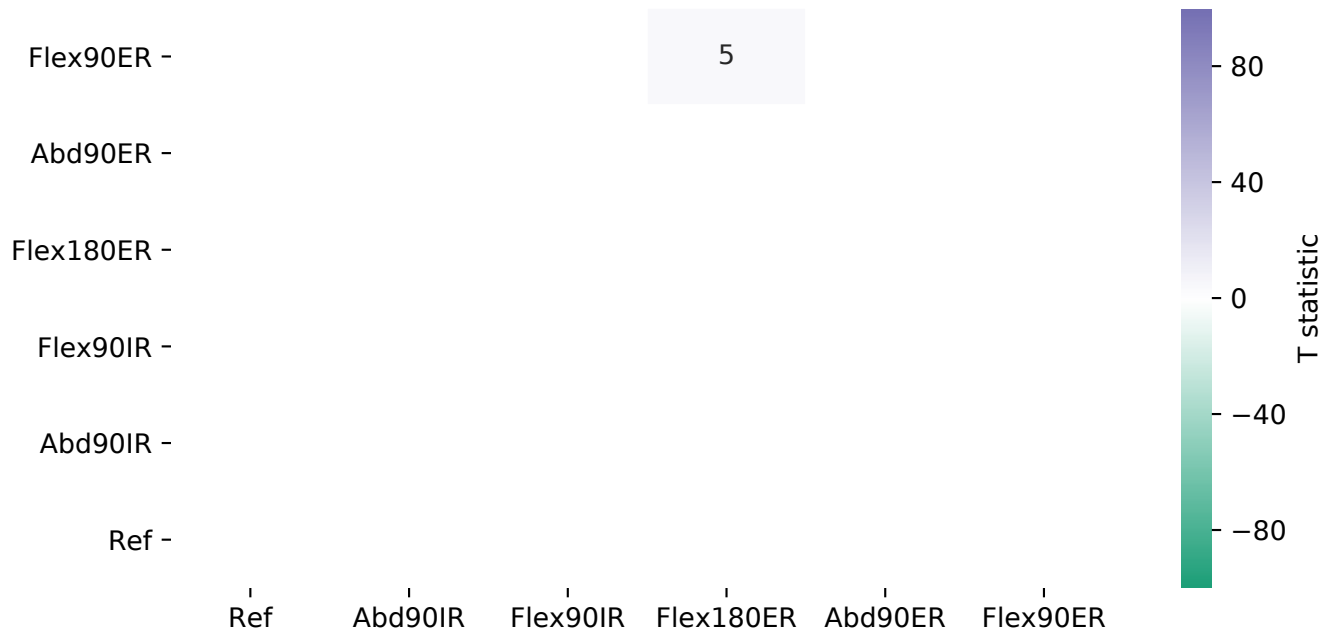 Flex90ER
Abd90ER
Flex180ER
Flex90IR
Abd90IR
Ref
5
Ref Abd90IR Flex90IR Flex180ER Abd90ER Flex90ER
80
40
0
−40
−80
T statistic